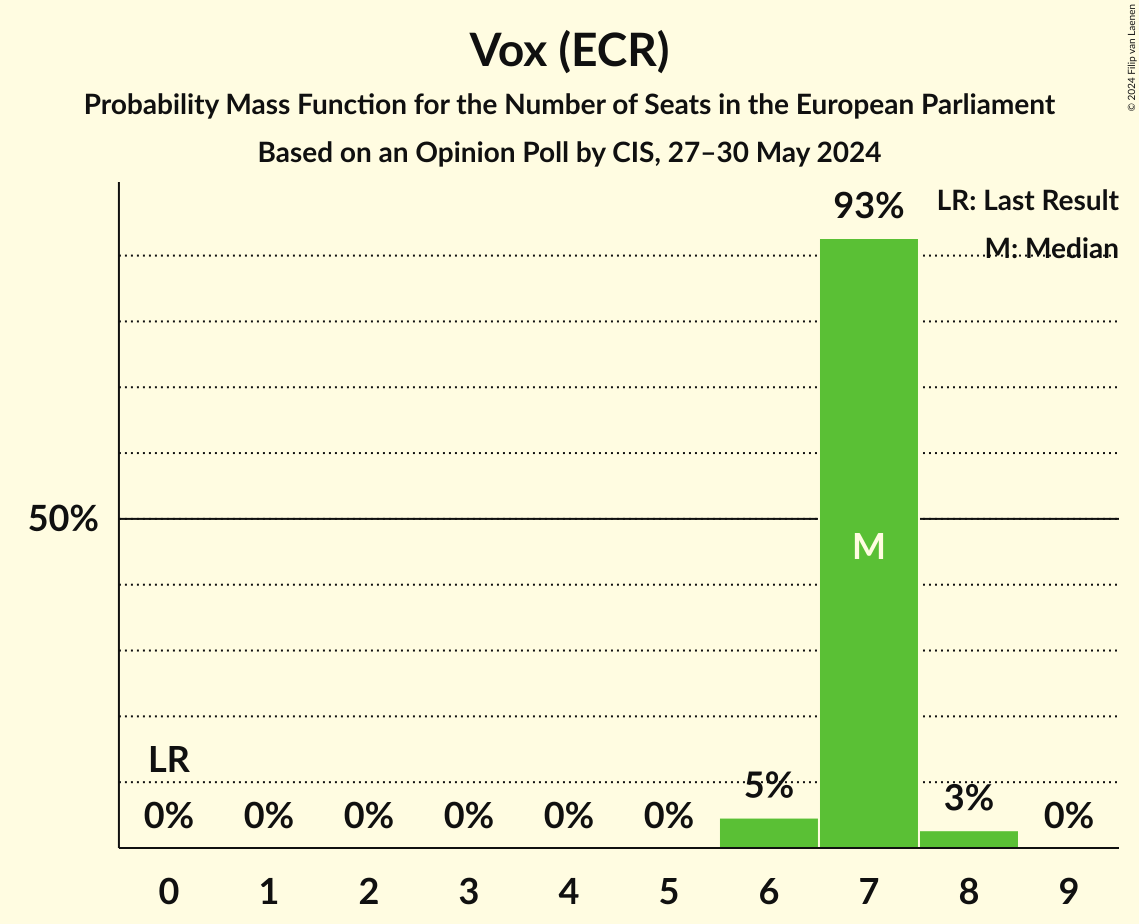 Vox (ECR)
Probability Mass Function for the Number of Seats in the European Parliament
Based on an Opinion Poll by CIS, 27–30 May 2024
© 2024 Filip van Laenen
LR: Last Result
M: Median
93%
50%
M
LR
0% 0% 0% 0% 0% 0% 5% 3% 0%
0 1 2 3 4 5 6 7 8 9